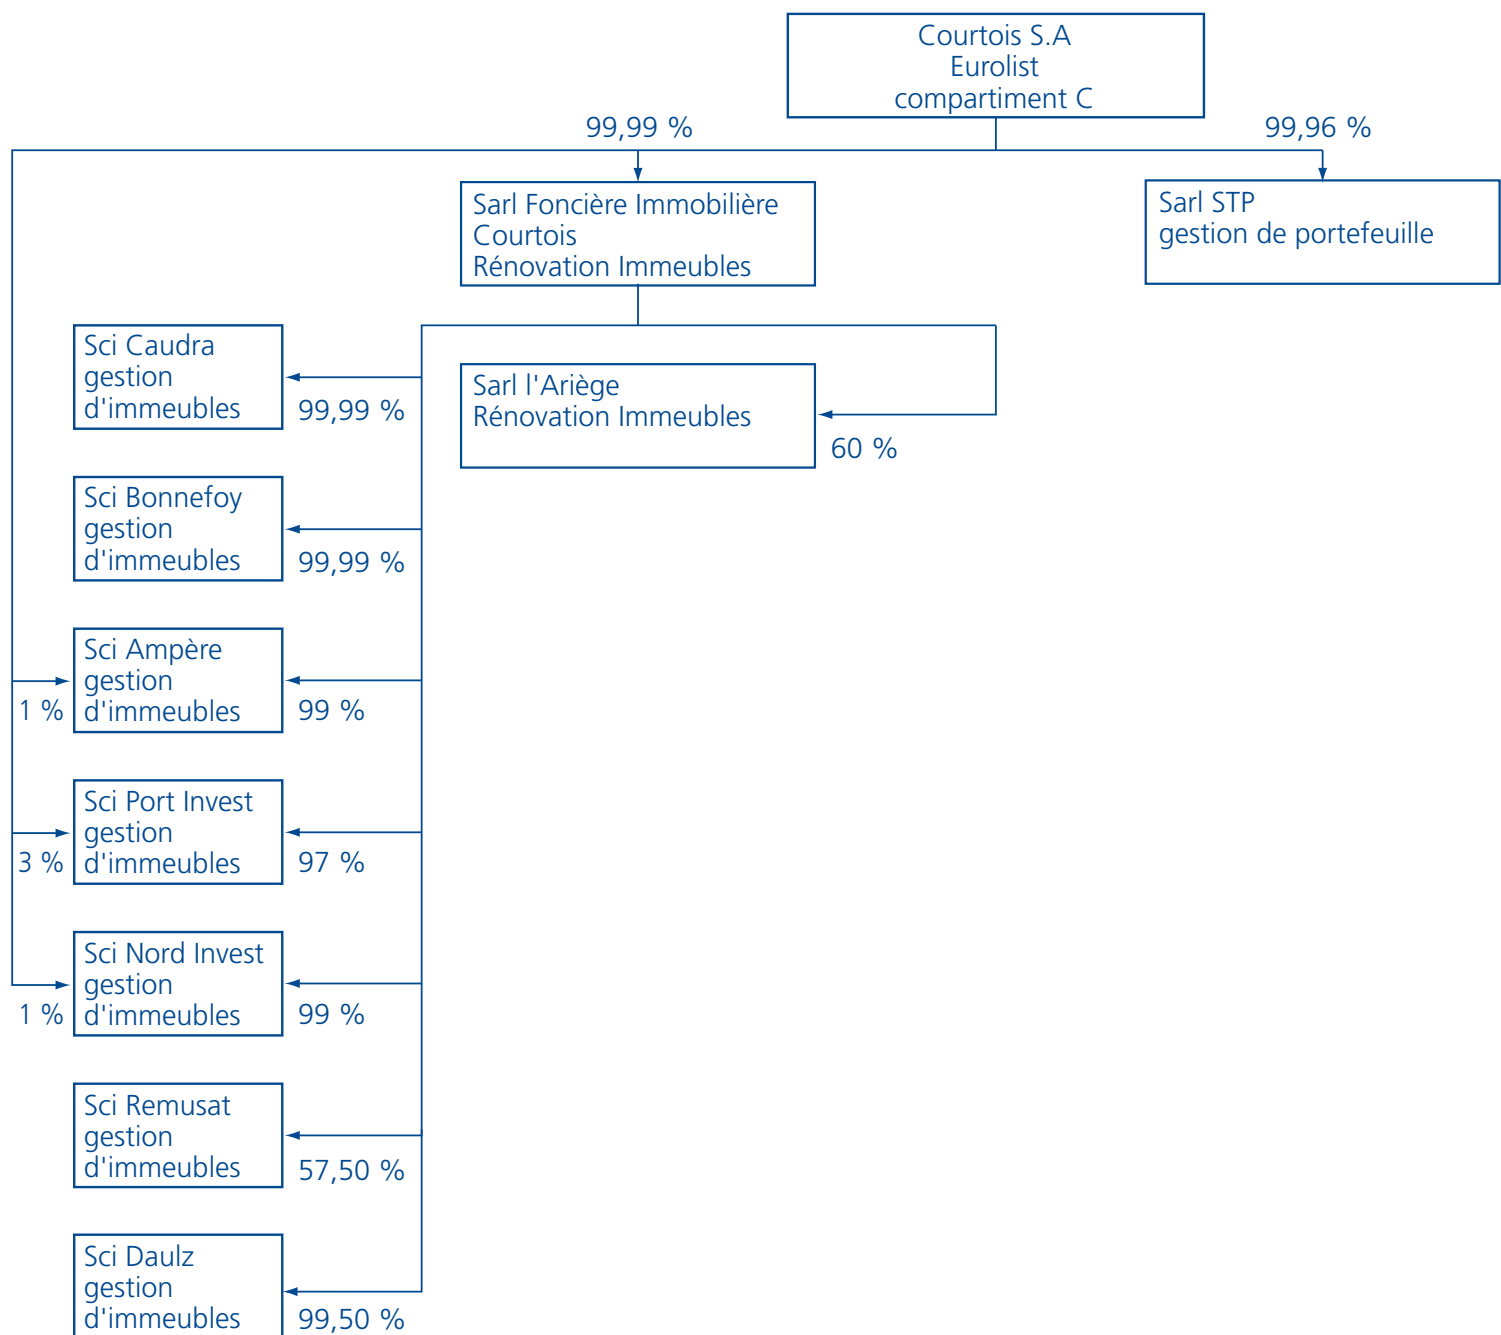 Courtois S.A
Eurolist
compartiment C
99,99 %
99,96 %
Sarl Foncière Immobilière
Courtois
Rénovation Immeubles
Sarl STP
gestion de portefeuille
Sci Caudra
gestion
d'immeubles
99,99 %
Sarl l'Ariège
Rénovation Immeubles
60 %
Sci Bonnefoy
gestion
d'immeubles
99,99 %
Sci Ampère
gestion
d'immeubles
1 %
99 %
Sci Port Invest
gestion
d'immeubles
3 %
97 %
Sci Nord Invest
gestion
d'immeubles
1 %
99 %
Sci Remusat
gestion
d'immeubles
57,50 %
Sci Daulz
gestion
d'immeubles
99,50 %